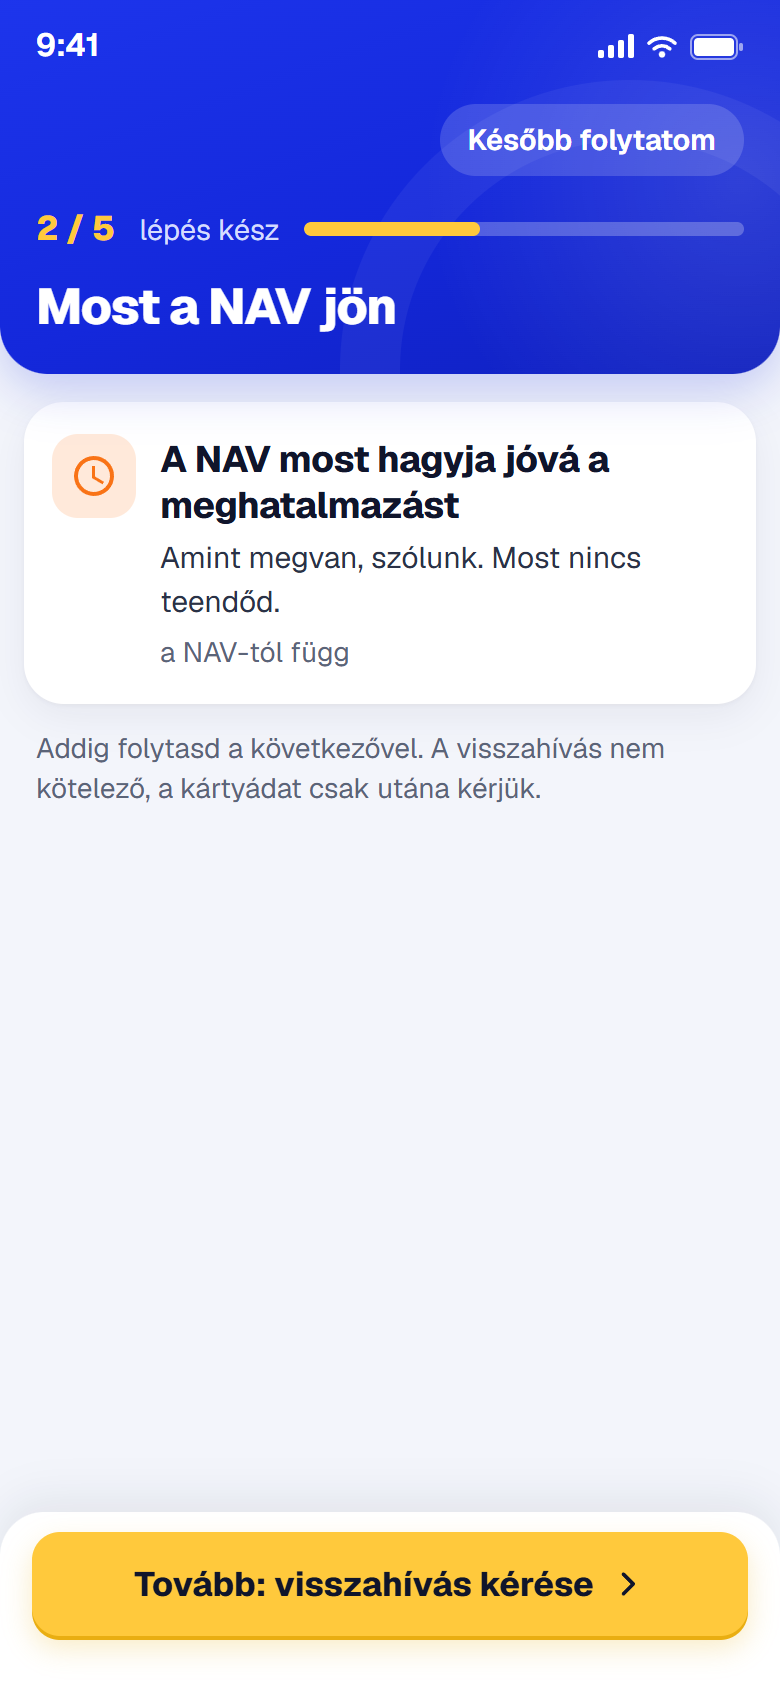 9:41
Később folytatom
2 / 5 lépés kész
Most a NAV jön
A NAV most hagyja jóvá a
meghatalmazást
Amint megvan, szólunk. Most nincs
teendőd.
a NAV-tól függ
Addig folytasd a következővel. A visszahívás nem
kötelező, a kártyádat csak utána kérjük.
Tovább: visszahívás kérése